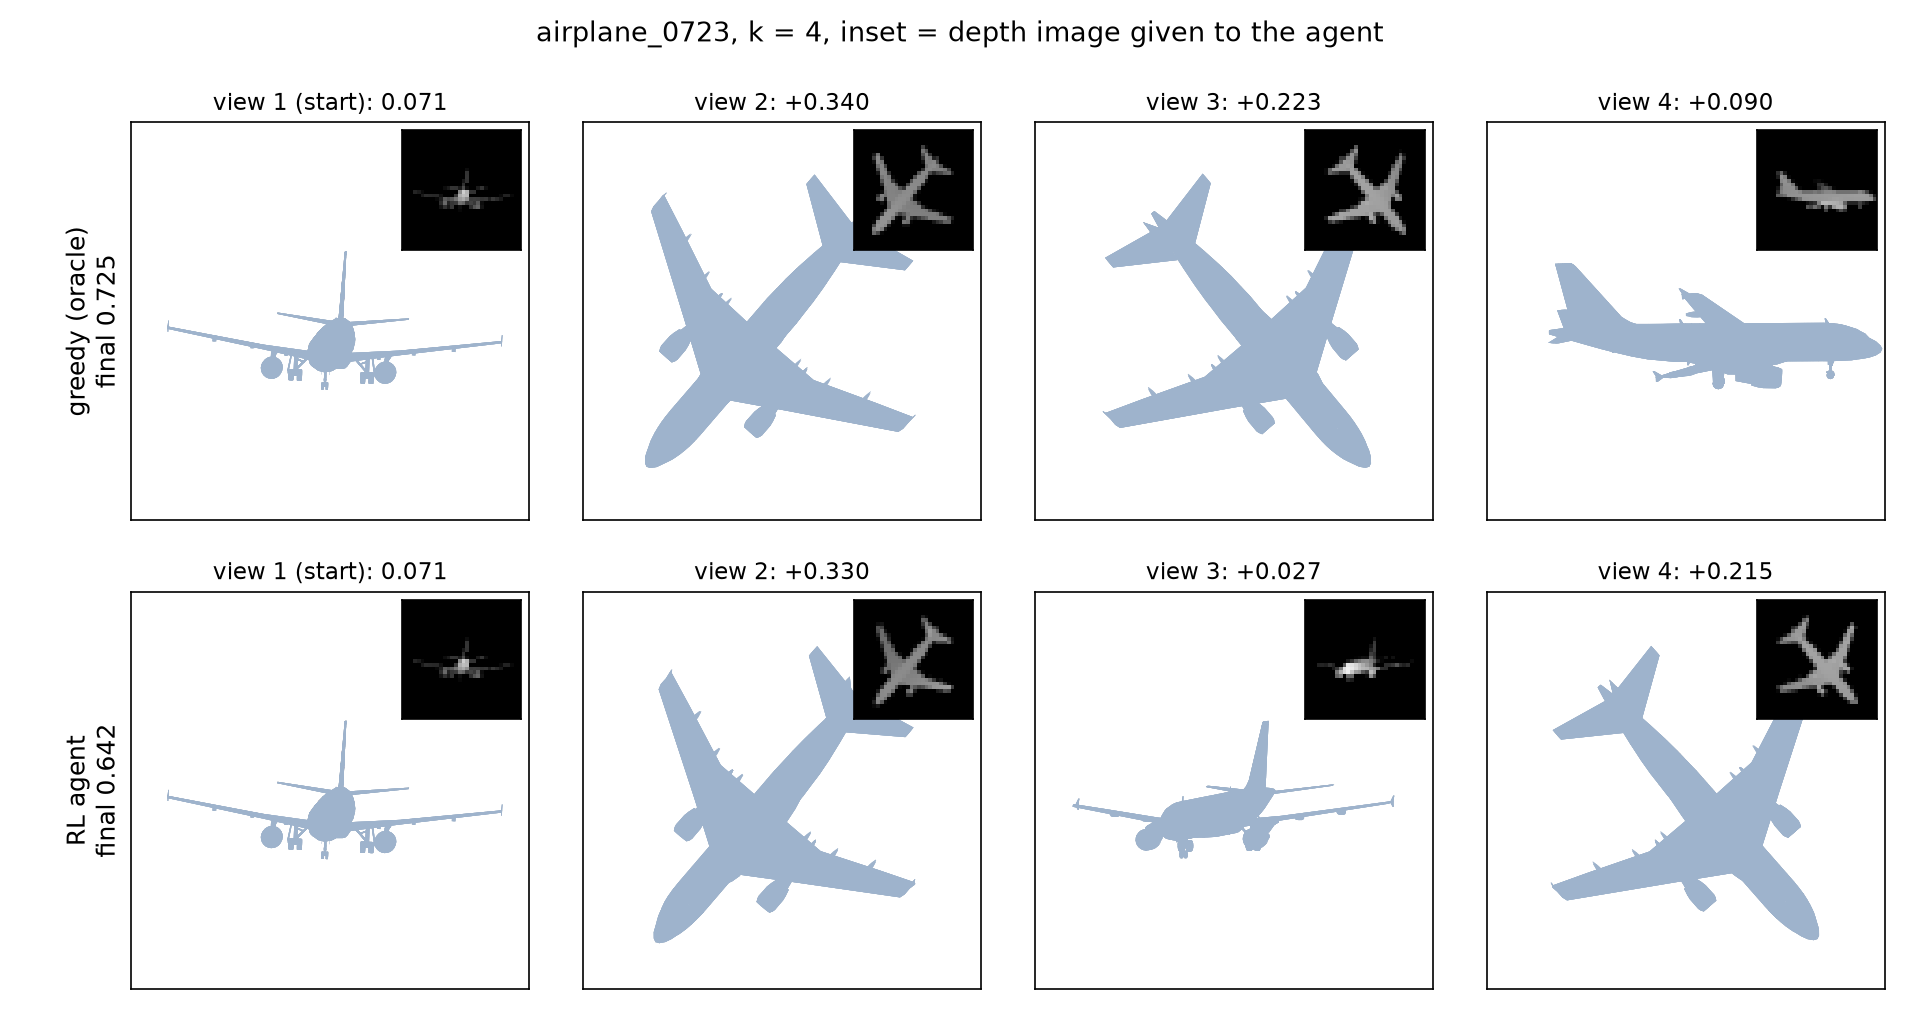 airplane_0723, k = 4, inset = depth image given to the agent
greedy (oracle)
final 0.725
view 1 (start): 0.071
view 2: +0.340
view 3: +0.223
view 4: +0.090
RL agent
final 0.642
view 1 (start): 0.071
view 2: +0.330
view 3: +0.027
view 4: +0.215